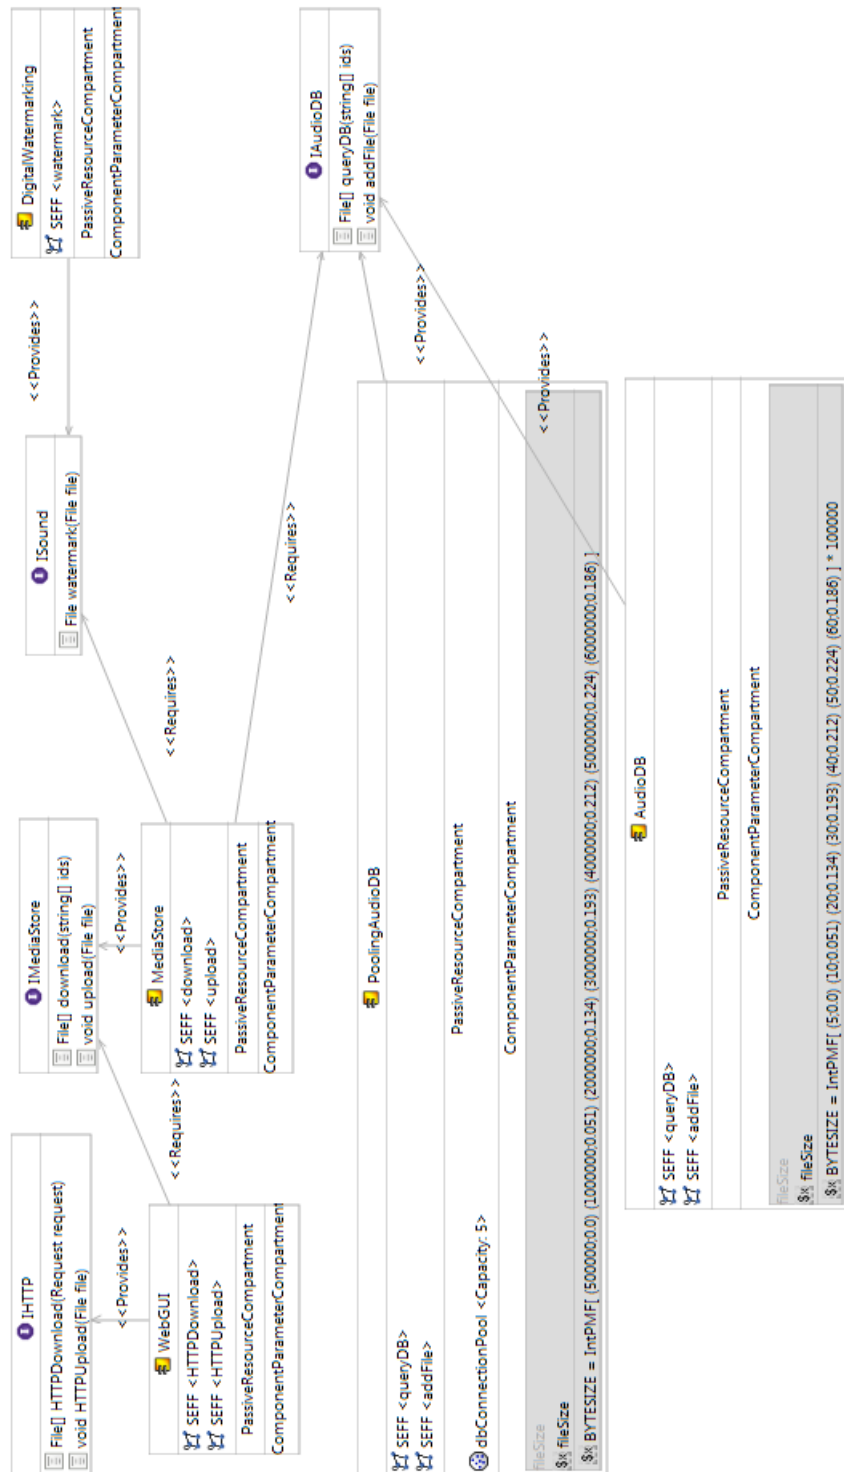 IHTTP
File[] HTTPDownload(Request request)
void HTTPUpload(File file)
<<Provides>>
WebGUI
SEFF <HTTPDownload>
SEFF <HTTPUpload>
PassiveResourceCompartment
ComponentParameterCompartment
<<Requires>>
IMediaStore
File[] download(string[] ids)
void upload(File file)
<<Provides>>
MediaStore
SEFF <download>
SEFF <upload>
PassiveResourceCompartment
ComponentParameterCompartment
<<Requires>>
<<Requires>>
ISound
File watermark(File file)
<<Provides>>
DigitalWatermarking
SEFF <watermark>
PassiveResourceCompartment
ComponentParameterCompartment
IAudioDB
File[] queryDB(string[] ids)
void addFile(File file)
<<Provides>>
<<Provides>>
PoolingAudioDB
SEFF <queryDB>
SEFF <addFile>
PassiveResourceCompartment
dbConnectionPool <Capacity: 5>
ComponentParameterCompartment
fileSize
fileSize
BYTESIZE = IntPMF[ (500000;0.0) (1000000;0.051) (2000000;0.134) (3000000;0.193) (4000000;0.212) (5000000;0.224) (6000000;0.186) ]
AudioDB
SEFF <queryDB>
SEFF <addFile>
PassiveResourceCompartment
ComponentParameterCompartment
fileSize
fileSize
BYTESIZE = IntPMF[ (5;0.0) (10;0.051) (20;0.134) (30;0.193) (40;0.212) (50;0.224) (60;0.186) ] * 100000